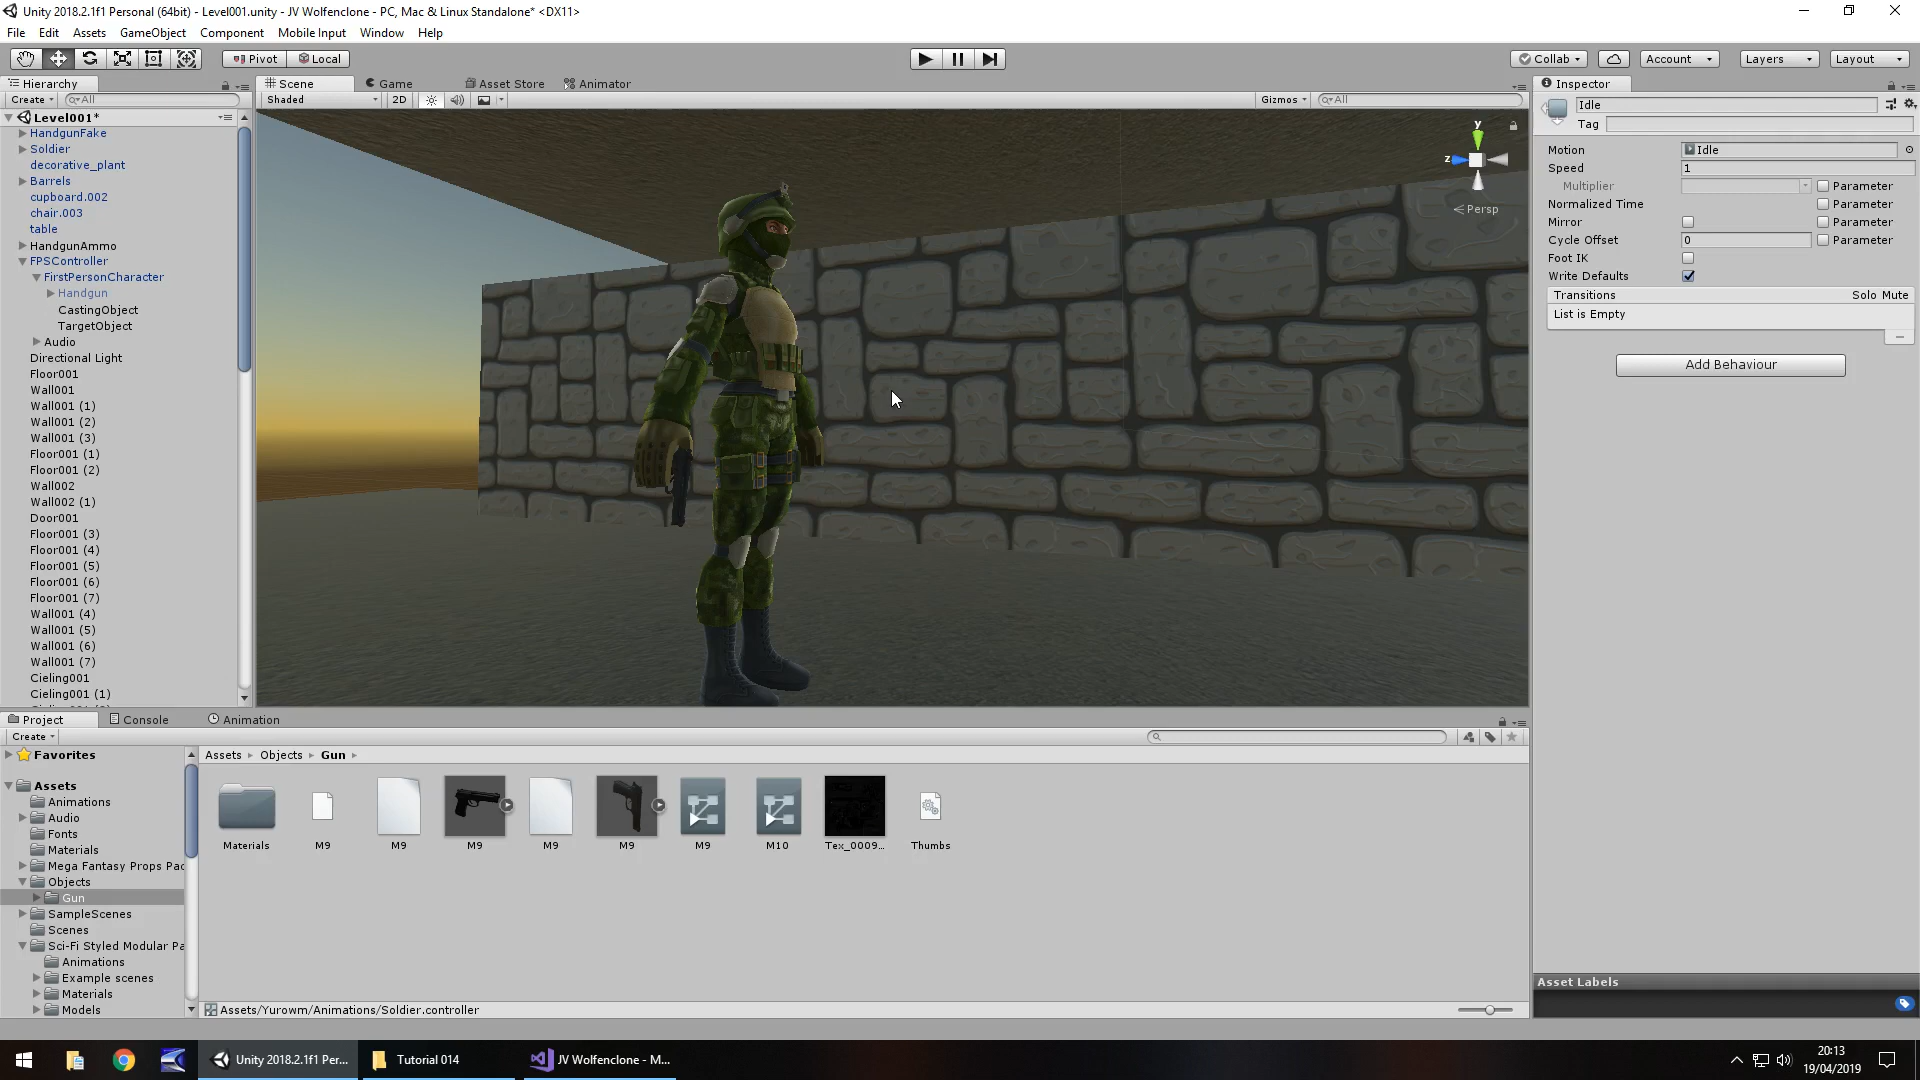 Unity 2018.2.1f1 Personal (64bit) - Level001.unity - JV Wolfenclone - PC, Mac & Linux Standalone* <DX11>
File Edit Assets GameObject Component Mobile Input Window Help
Pivot Local Collab Account Layers Layout
Hierarchy Scene Game Asset Store Animator Inspector
Create All Shaded 2D Gizmos All
Level001*
HandgunFake
Soldier
decorative_plant
Barrels
cupboard.002
chair.003
table
HandgunAmmo
FPSController
FirstPersonCharacter
Handgun
CastingObject
TargetObject
Audio
Directional Light
Floor001
Wall001
Wall001 (1)
Wall001 (2)
Wall001 (3)
Floor001 (1)
Floor001 (2)
Wall002
Wall002 (1)
Door001
Floor001 (3)
Floor001 (4)
Floor001 (5)
Floor001 (6)
Floor001 (7)
Wall001 (4)
Wall001 (5)
Wall001 (6)
Wall001 (7)
Cieling001
Cieling001 (1)
y
z
Persp
Idle
Tag
Motion Idle
Speed 1
Multiplier Parameter
Normalized Time Parameter
Mirror Parameter
Cycle Offset 0 Parameter
Foot IK
Write Defaults
Transitions Solo Mute
List is Empty
Add Behaviour
Project Console Animation
Create
Favorites
Assets
Animations
Audio
Fonts
Materials
Mega Fantasy Props Pac
Objects
Gun
SampleScenes
Scenes
Sci-Fi Styled Modular Pa
Animations
Example scenes
Materials
Models
Assets Objects Gun
Materials M9 M9 M9 M9 M9 M9 M10 Tex_0009... Thumbs
Assets/Yurowm/Animations/Soldier.controller
Asset Labels
Unity 2018.2.1f1 Per... Tutorial 014 JV Wolfenclone - M...
20:13
19/04/2019